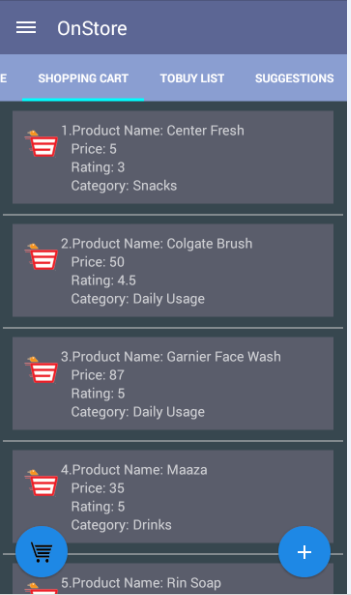 OnStore
E SHOPPING CART TOBUY LIST SUGGESTIONS
1.Product Name: Center Fresh
Price: 5
Rating: 3
Category: Snacks
2.Product Name: Colgate Brush
Price: 50
Rating: 4.5
Category: Daily Usage
3.Product Name: Garnier Face Wash
Price: 87
Rating: 5
Category: Daily Usage
4.Product Name: Maaza
Price: 35
Rating: 5
Category: Drinks
5.Product Name: Rin Soap